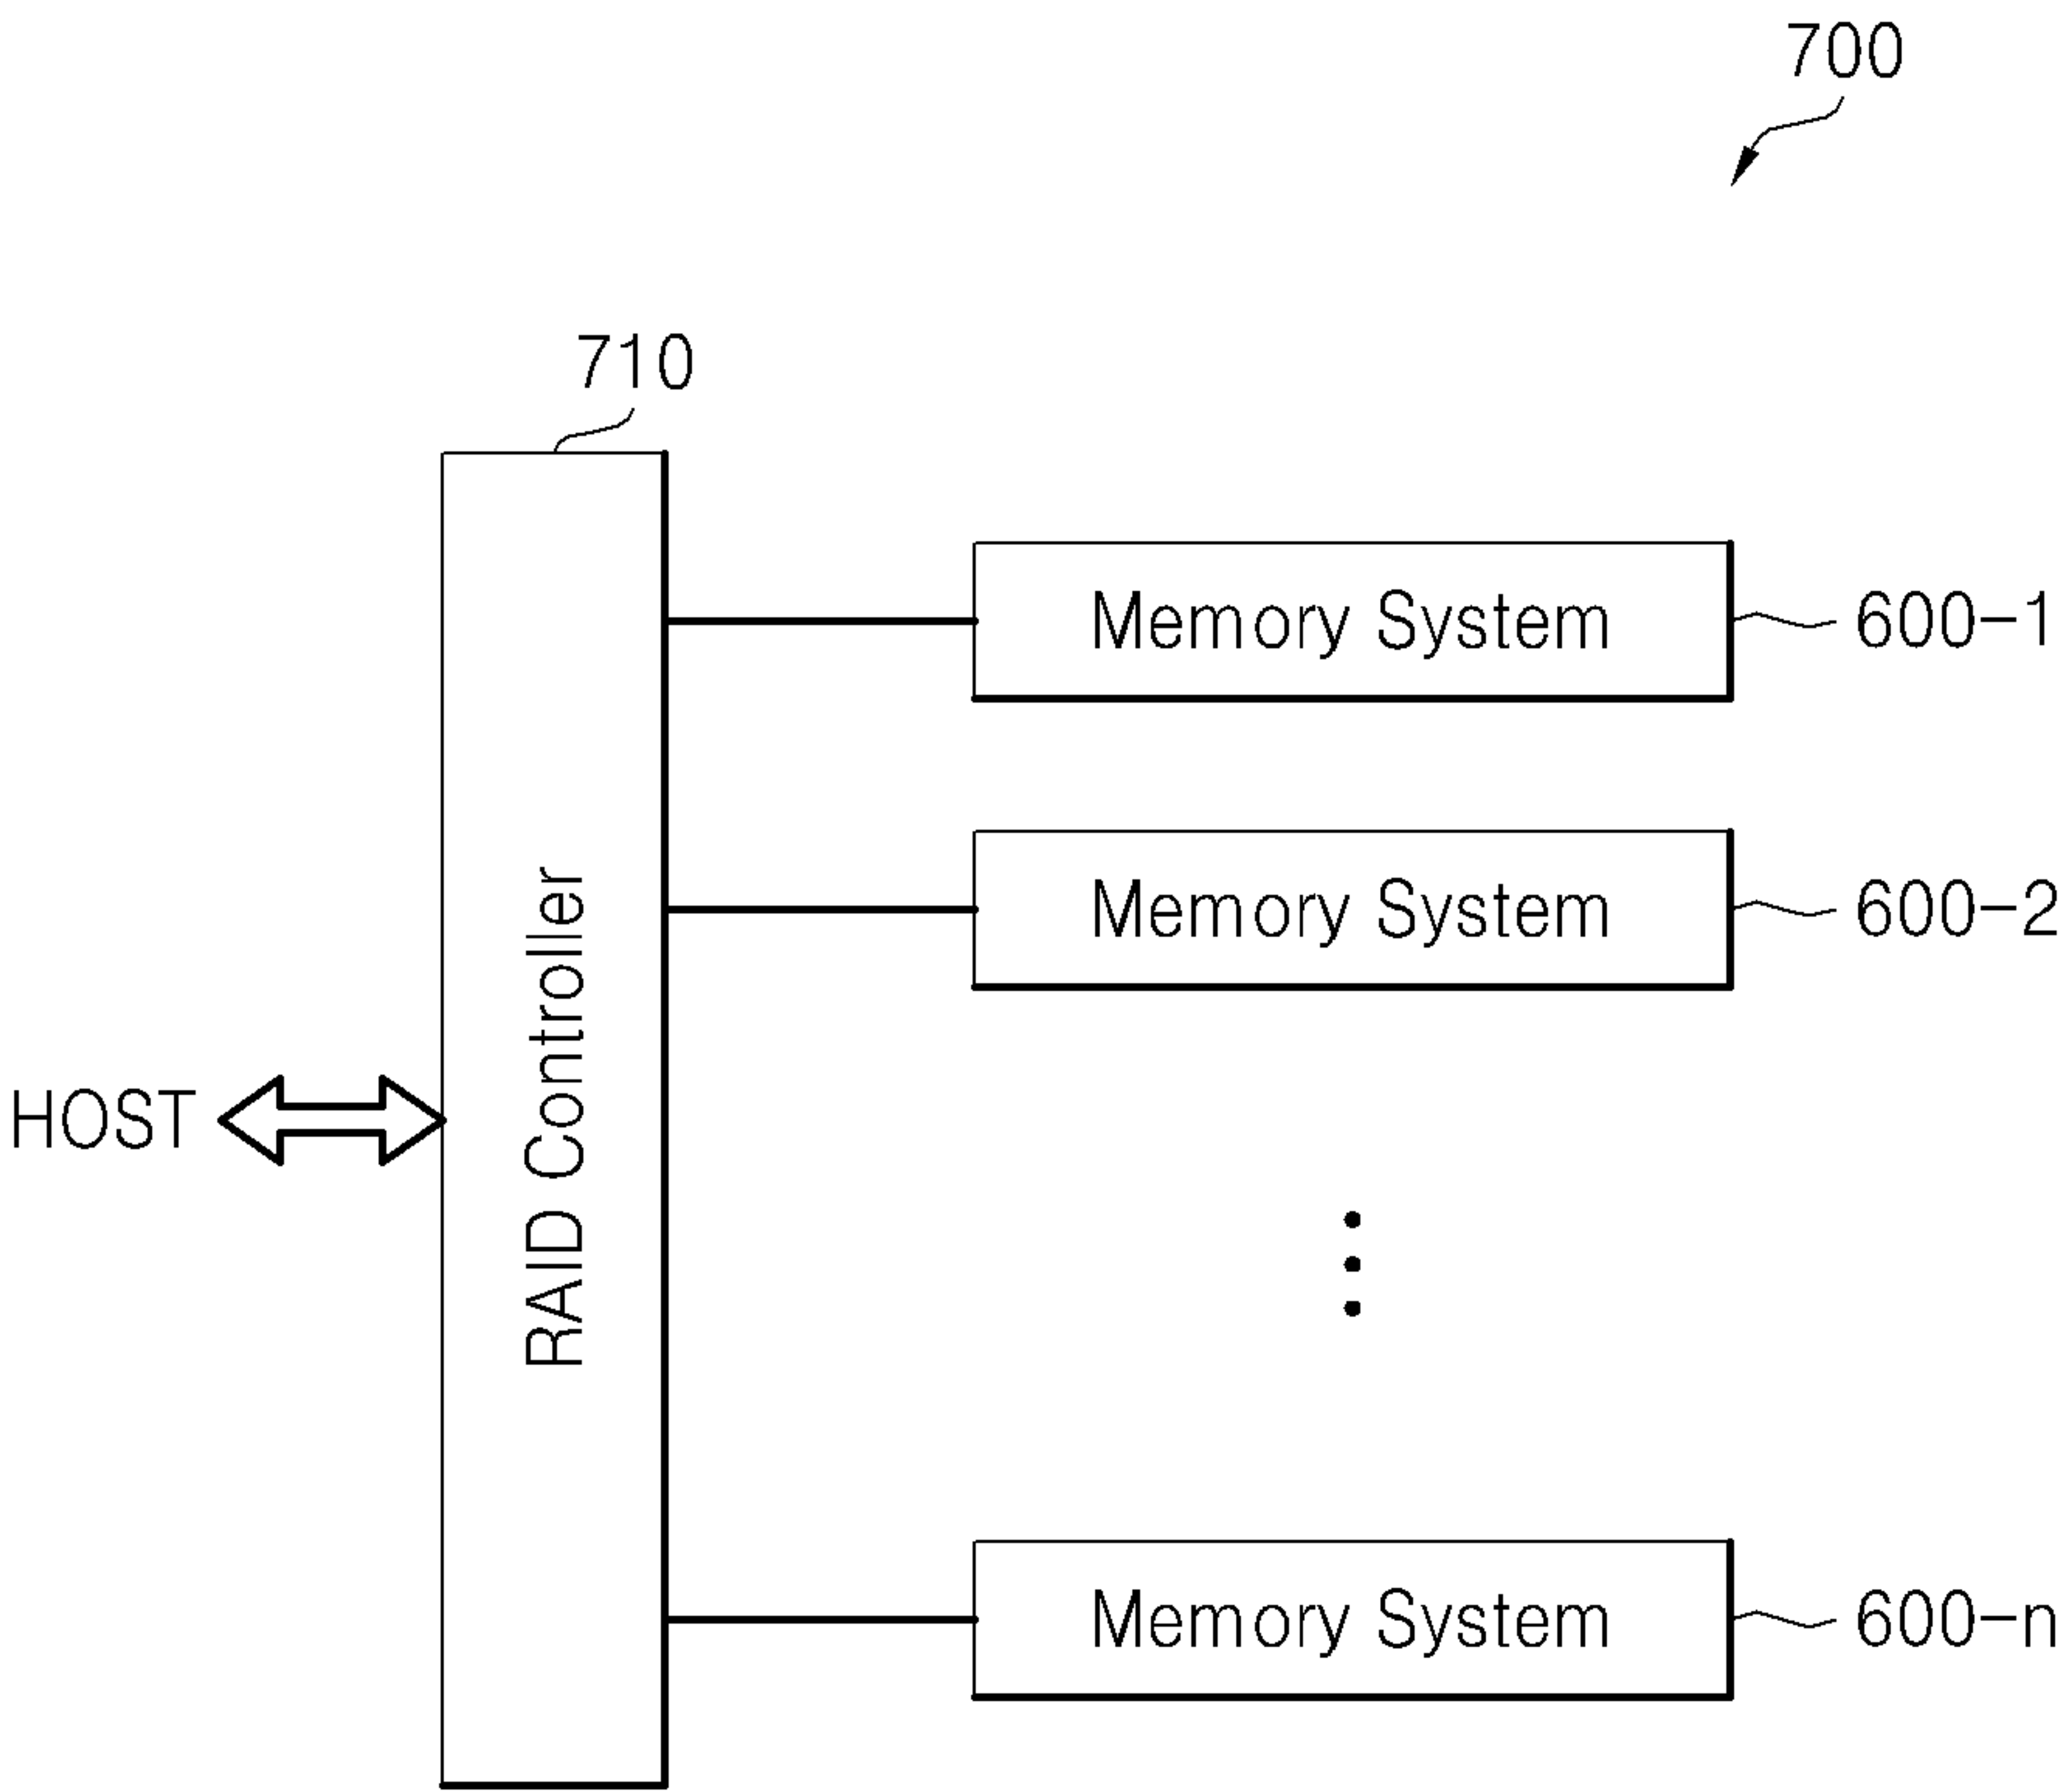 700
710
Memory System
600-1
Memory System
600-2
RAID Controller
HOST
Memory System
600-n